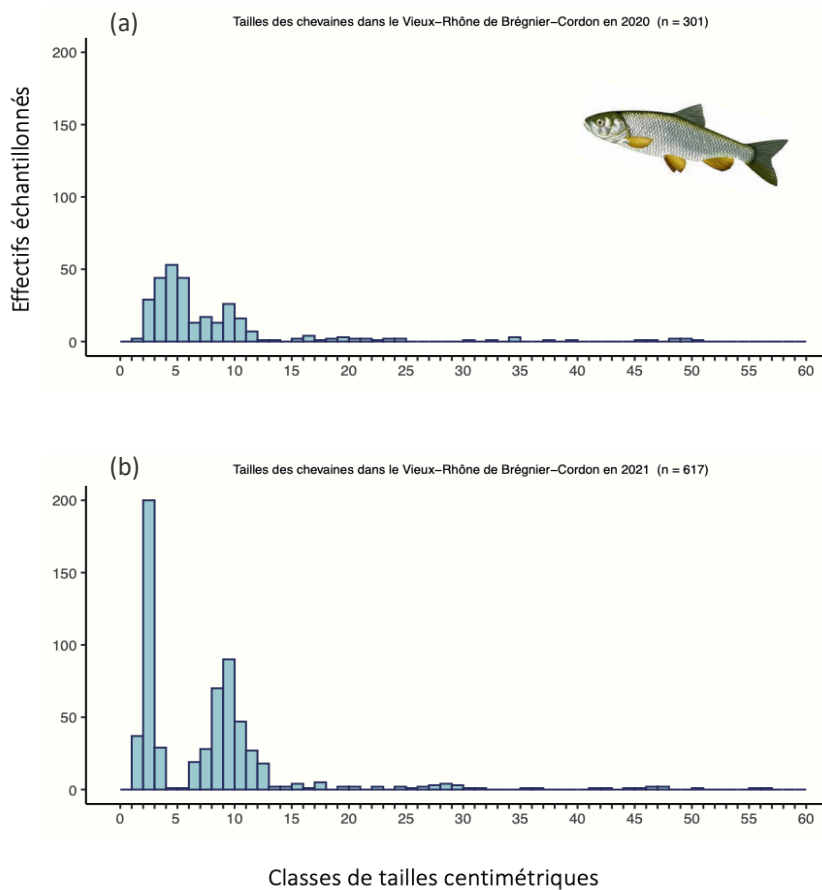 (a)
Tailles des chevaines dans le Vieux−Rhône de Brégnier−Cordon en 2020 (n = 301)
Effectifs échantillonnés
200
150
100
50
0
0 5 10 15 20 25 30 35 40 45 50 55 60
(b)
Tailles des chevaines dans le Vieux−Rhône de Brégnier−Cordon en 2021 (n = 617)
200
150
100
50
0
0 5 10 15 20 25 30 35 40 45 50 55 60
Classes de tailles centimétriques